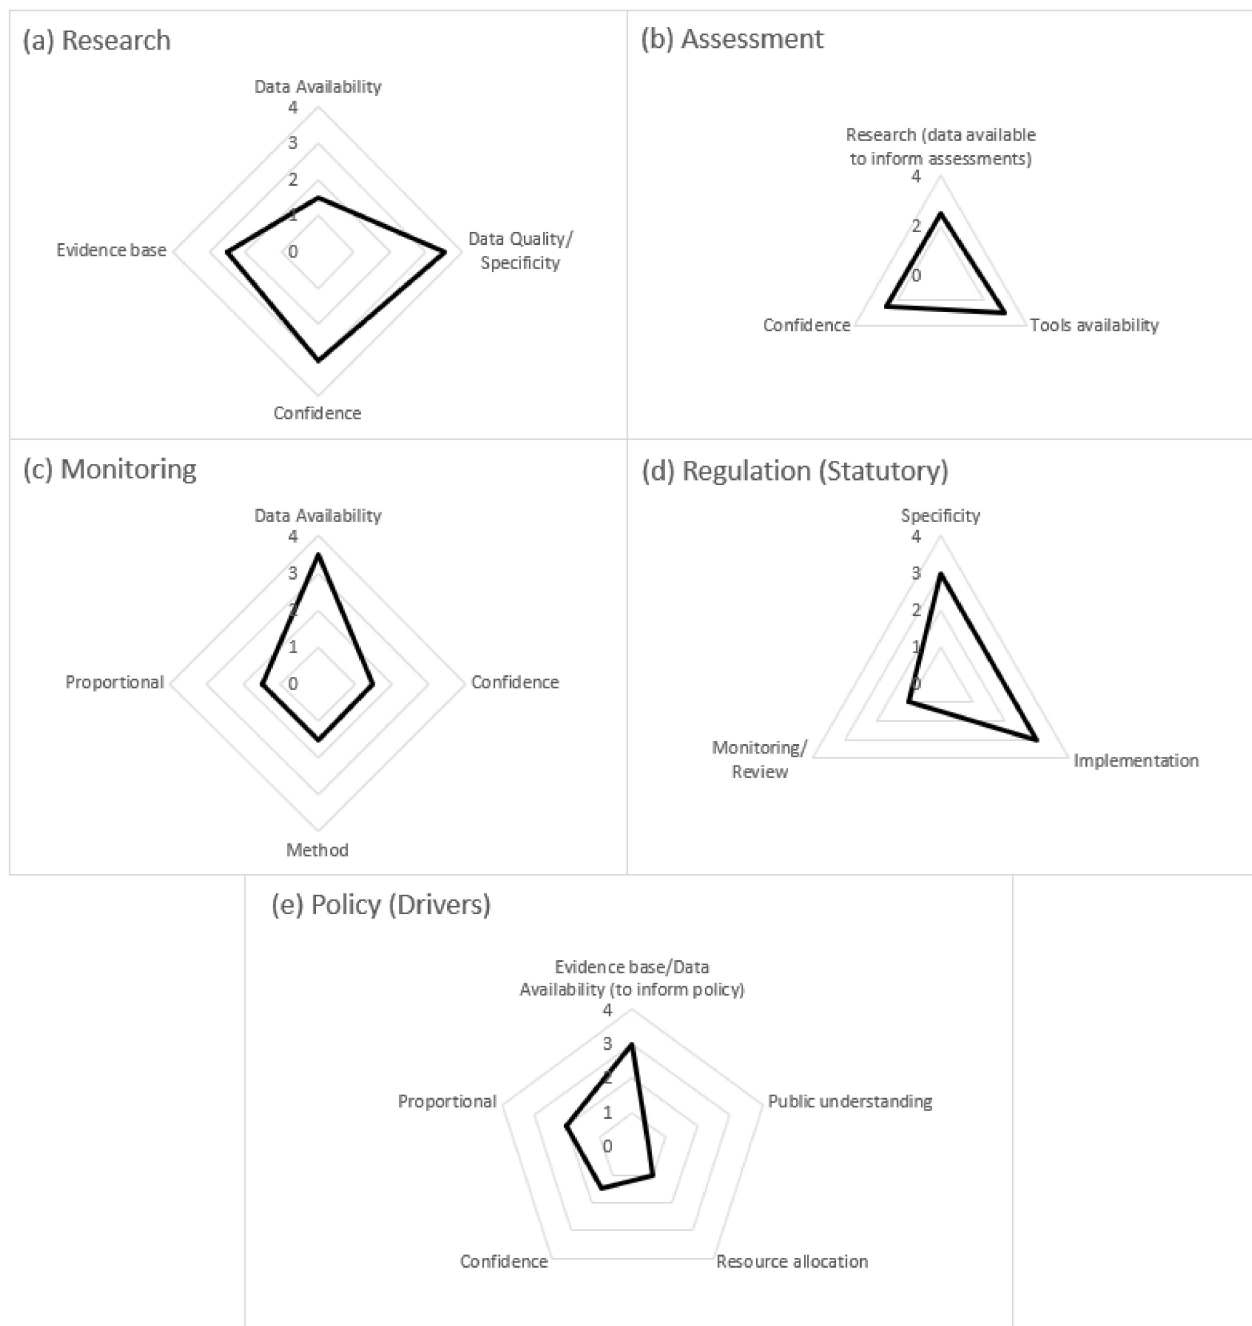 (a) Research
Data Availability
4
3
2
1
0
Evidence base
Data Quality/
Specificity
Confidence
(b) Assessment
Research (data available
to inform assessments)
4
2
0
Confidence
Tools availability
(c) Monitoring
Data Availability
4
3
2
1
0
Proportional
Confidence
Method
(d) Regulation (Statutory)
Specificity
4
3
2
1
0
Monitoring/
Review
Implementation
(e) Policy (Drivers)
Evidence base/Data
Availability (to inform policy)
4
3
2
1
0
Proportional
Public understanding
Confidence
Resource allocation